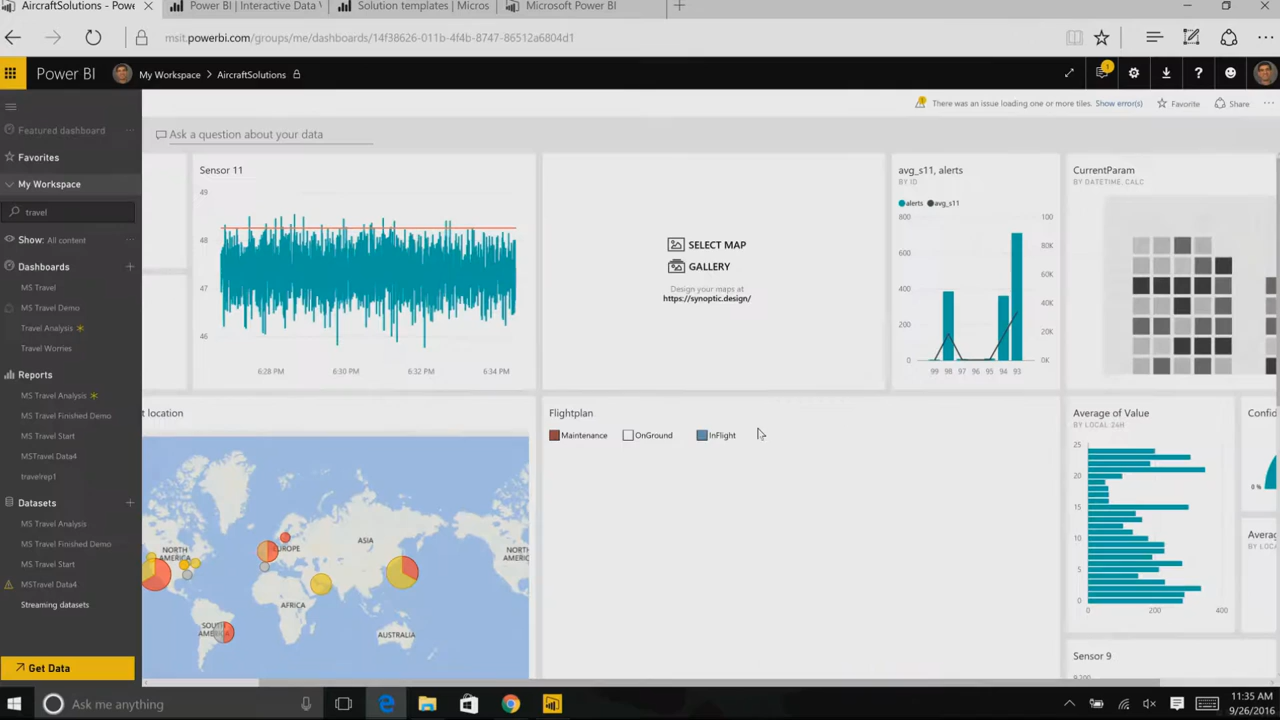 AircraftSolutions - Powe
Power BI | Interactive Data V
Solution templates | Micros
Microsoft Power BI
msit.powerbi.com/groups/me/dashboards/14f38626-011b-4f4b-8747-86512a6804d1
Power BI
My Workspace > AircraftSolutions
1
There was an issue loading one or more tiles. Show error(s)
Favorite
Share
Featured dashboard
Favorites
My Workspace
travel
Show: All content
Dashboards
MS Travel
MS Travel Demo
Travel Analysis
Travel Worries
Reports
MS Travel Analysis
MS Travel Finished Demo
MS Travel Start
MSTravel Data4
travelrep1
Datasets
MS Travel Analysis
MS Travel Finished Demo
MS Travel Start
MSTravel Data4
Streaming datasets
Get Data
Ask a question about your data
Sensor 11
49
48
47
46
6:28 PM 6:30 PM 6:32 PM 6:34 PM
SELECT MAP
GALLERY
Design your maps at
https://synoptic.design/
avg_s11, alerts
BY ID
alerts avg_s11
800 100
600 80K
60K
400
40K
200 20K
0 0K
99 98 97 96 95 94 93
CurrentParam
BY DATETIME, CALC
t location
NORTH AMERICA
EUROPE
ASIA
NORTH
AMERICA
AFRICA
SOUTH AMERICA
AUSTRALIA
Flightplan
Maintenance OnGround InFlight
Average of Value
BY LOCAL 24H
25
20
15
10
5
0
0 200 400
Confid
0 %
Averag
BY LOCA
Sensor 9
9200
Ask me anything
11:35 AM
9/26/2016